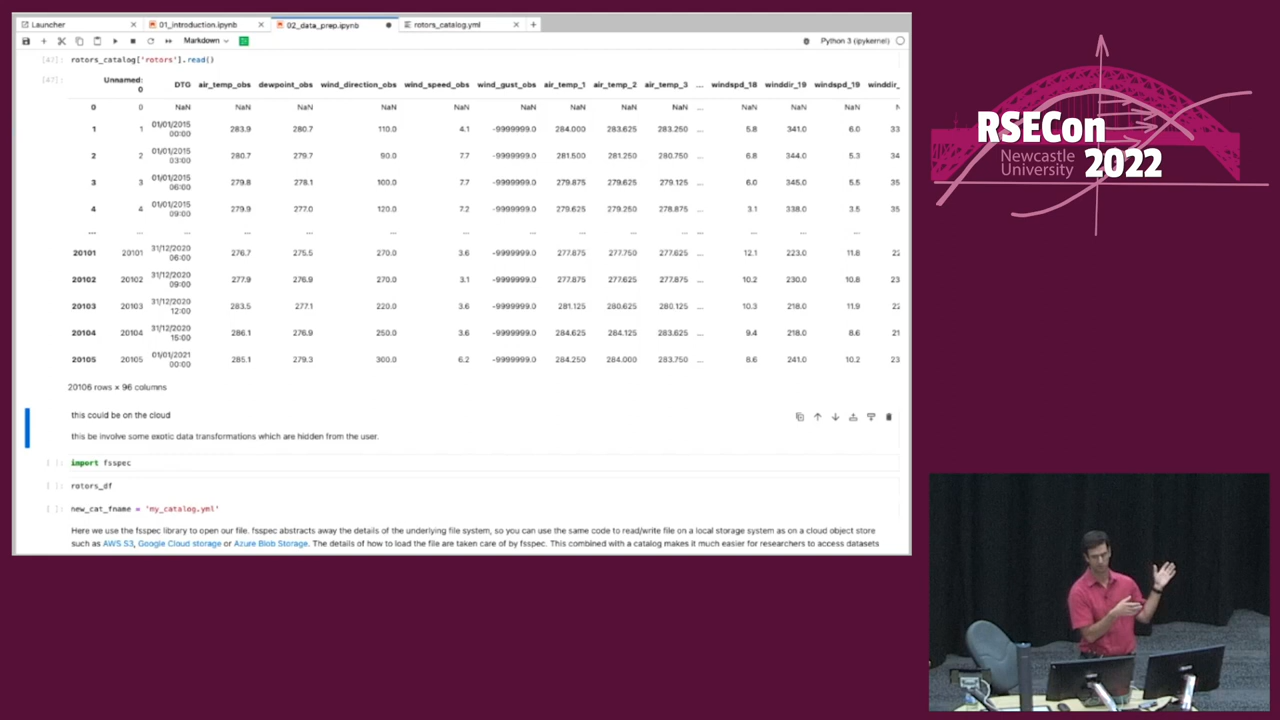 Launcher 01_introduction.ipynb 02_data_prep.ipynb rotors_catalog.yml
Markdown Python 3 (ipykernel)
rotors_catalog['rotors'].read()
[47]: Unnamed: 0 DTG air_temp_obs dewpoint_obs wind_direction_obs wind_speed_obs wind_gust_obs air_temp_1 air_temp_2 air_temp_3 ... windspd_18 winddir_19 windspd_19 winddir_
0 0 NaN NaN NaN NaN NaN NaN NaN NaN NaN ... NaN NaN NaN N
1 1 01/01/2015 00:00 283.9 280.7 110.0 4.1 -9999999.0 284.000 283.625 283.250 ... 5.8 341.0 6.0 33
2 2 01/01/2015 03:00 280.7 279.7 90.0 7.7 -9999999.0 281.500 281.250 280.750 ... 6.8 344.0 5.3 34
3 3 01/01/2015 06:00 279.8 278.1 100.0 7.7 -9999999.0 279.875 279.625 279.125 ... 6.0 345.0 5.5 35
4 4 01/01/2015 09:00 279.9 277.0 120.0 7.2 -9999999.0 279.625 279.250 278.875 ... 3.1 338.0 3.5 35
... ... ... ... ... ... ... ... ... ... ... ... ... ... ...
20101 20101 31/12/2020 06:00 276.7 275.5 270.0 3.6 -9999999.0 277.875 277.750 277.625 ... 12.1 223.0 11.8 22
20102 20102 31/12/2020 09:00 277.9 276.9 270.0 3.1 -9999999.0 277.875 277.625 277.875 ... 10.2 230.0 10.8 23
20103 20103 31/12/2020 12:00 283.5 277.1 220.0 3.6 -9999999.0 281.125 280.625 280.125 ... 10.3 218.0 11.9 22
20104 20104 31/12/2020 15:00 286.1 276.9 250.0 3.6 -9999999.0 284.625 284.125 283.625 ... 9.4 218.0 8.6 21
20105 20105 01/01/2021 00:00 285.1 279.3 300.0 6.2 -9999999.0 284.250 284.000 283.750 ... 8.6 241.0 10.2 23
20106 rows × 96 columns
this could be on the cloud
this be involve some exotic data transformations which are hidden from the user.
[ ]: import fsspec
[ ]: rotors_df
[ ]: new_cat_fname = 'my_catalog.yml'
Here we use the fsspec library to open our file. fsspec abstracts away the details of the underlying file system, so you can use the same code to read/write file on a local storage system as on a cloud object store
such as AWS S3, Google Cloud storage or Azure Blob Storage. The details of how to load the file are taken care of by fsspec. This combined with a catalog makes it much easier for researchers to access datasets
RSECon
Newcastle
University 2022